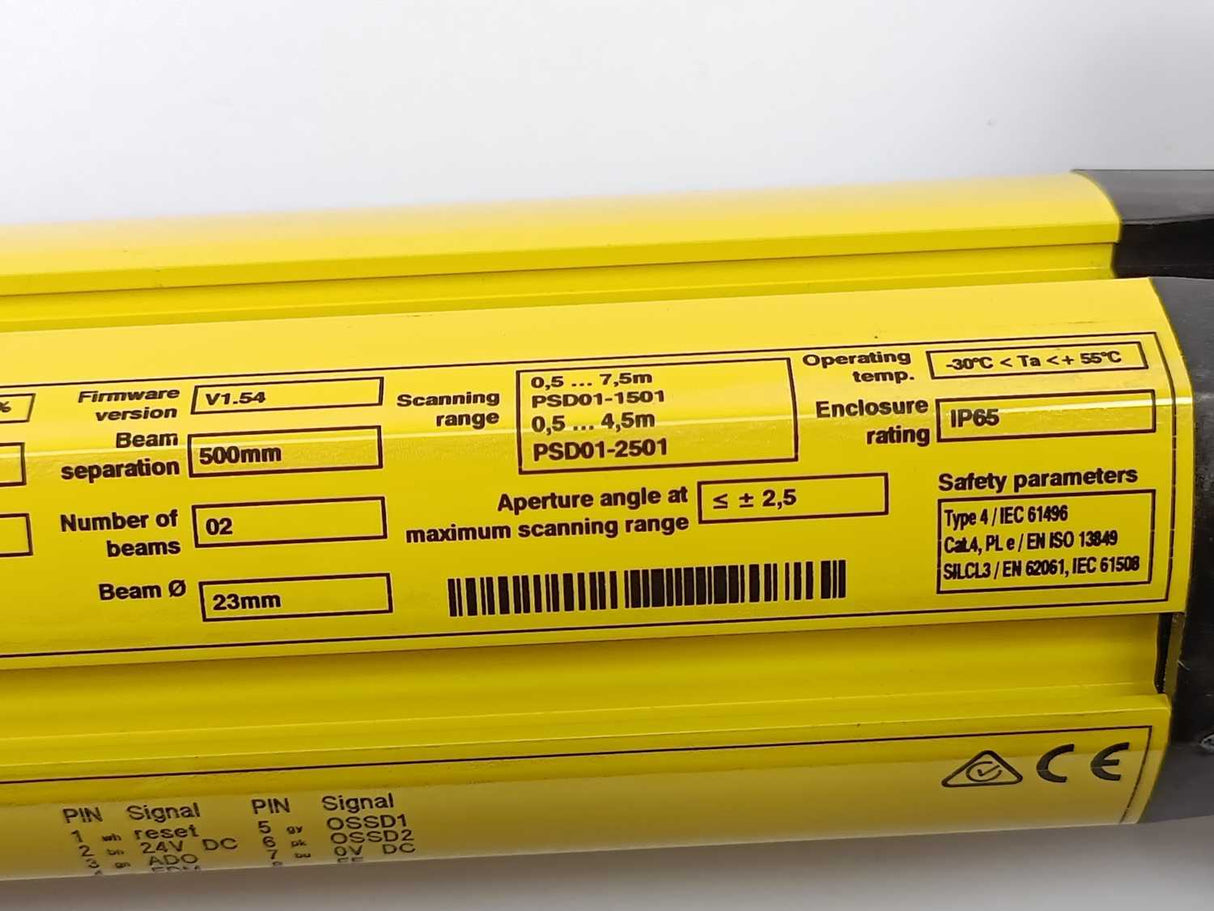 %
Firmware version V1.54
Beam separation 500mm
Number of beams 02
Beam Ø 23mm
Scanning range
0,5 ... 7,5m
PSD01-1501
0,5 ... 4,5m
PSD01-2501
Aperture angle at
maximum scanning range
≤ ± 2,5
Operating temp. -30°C < Ta <+ 55°C
Enclosure rating IP65
Safety parameters
Type 4 / IEC 61496
Cat.4, PL e / EN ISO 13849
SILCL3 / EN 62061, IEC 61508
CE
PIN Signal PIN Signal
1 wh reset 5 gy OSSD1
2 bn 24V DC 6 pk OSSD2
3 gn ADO 7 bu 0V DC